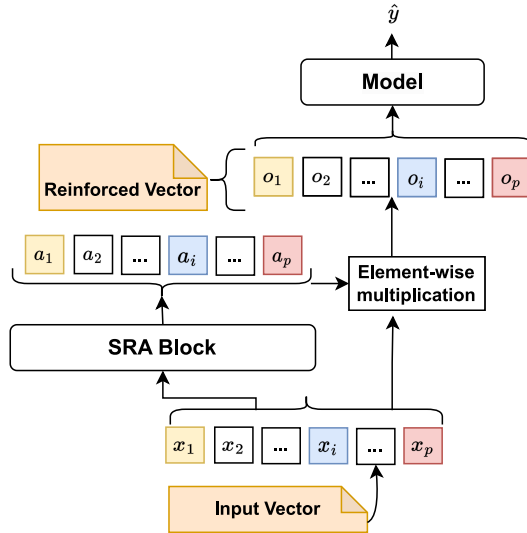 ŷ
Model
Reinforced Vector
o₁ o₂ ... oᵢ ... oₚ
a₁ a₂ ... aᵢ ... aₚ
Element-wise
multiplication
SRA Block
x₁ x₂ ... xᵢ ... xₚ
Input Vector